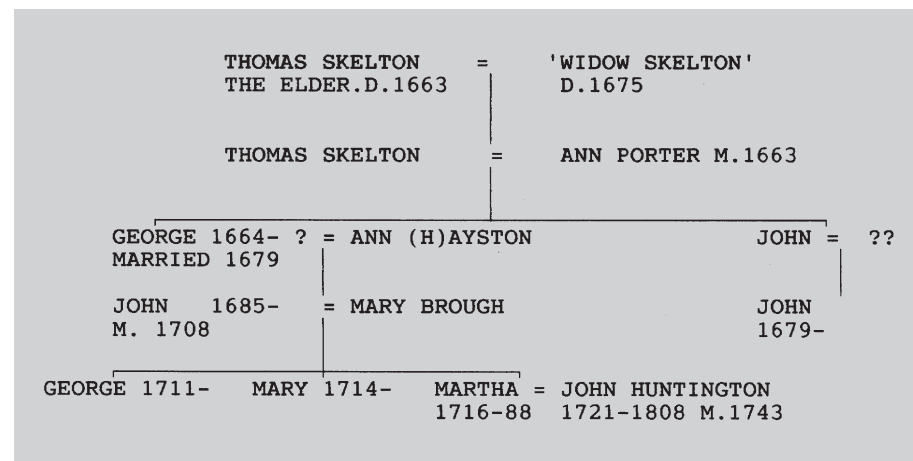 THOMAS SKELTON = 'WIDOW SKELTON'
THE ELDER.D.1663 D.1675
THOMAS SKELTON = ANN PORTER M.1663
GEORGE 1664- ? = ANN (H)AYSTON JOHN = ??
MARRIED 1679
JOHN 1685- = MARY BROUGH JOHN
M. 1708 1679-
GEORGE 1711- MARY 1714- MARTHA = JOHN HUNTINGTON
1716-88 1721-1808 M.1743